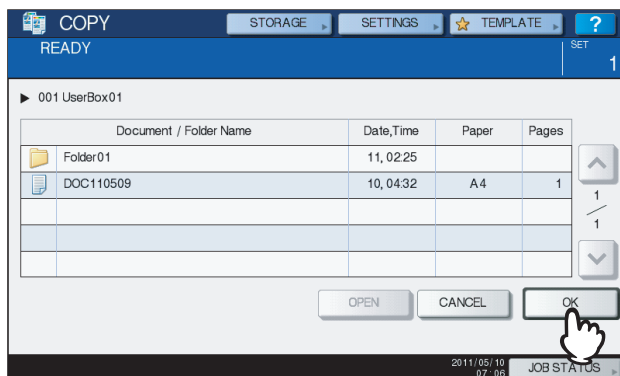 COPY STORAGE SETTINGS TEMPLATE ?
READY SET
1
001 UserBox01
Document / Folder Name Date,Time Paper Pages
Folder01 11, 02:25
DOC110509 10, 04:32 A4 1
1
1
OPEN CANCEL OK
2011/05/10
07:06 JOB STATUS